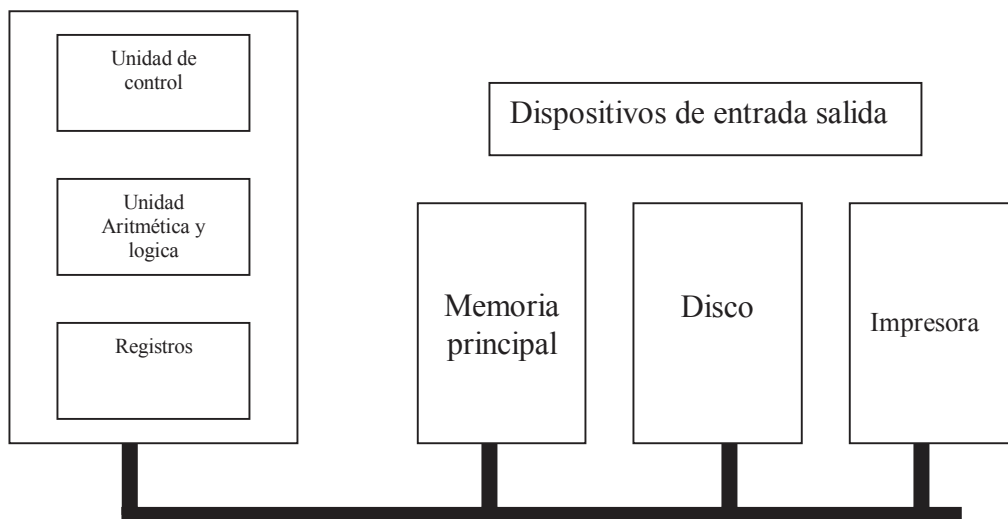 Unidad de
control
Unidad
Aritmética y
logica
Registros
Dispositivos de entrada salida
Memoria
principal
Disco
Impresora